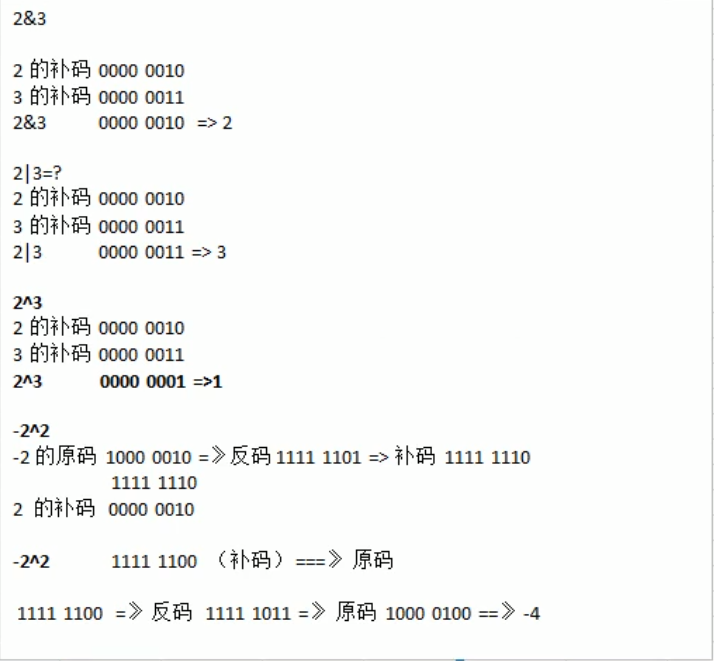 2&3
2 的补码 0000 0010
3 的补码 0000 0011
2&3 0000 0010 => 2
2|3=?
2 的补码 0000 0010
3 的补码 0000 0011
2|3 0000 0011 => 3
2^3
2 的补码 0000 0010
3 的补码 0000 0011
2^3 0000 0001 =>1
-2^2
-2 的原码 1000 0010 =》反码 1111 1101 => 补码 1111 1110
1111 1110
2 的补码 0000 0010
-2^2 1111 1100 （补码）===》 原码
1111 1100 =》 反码 1111 1011 =》 原码 1000 0100 ==》 -4